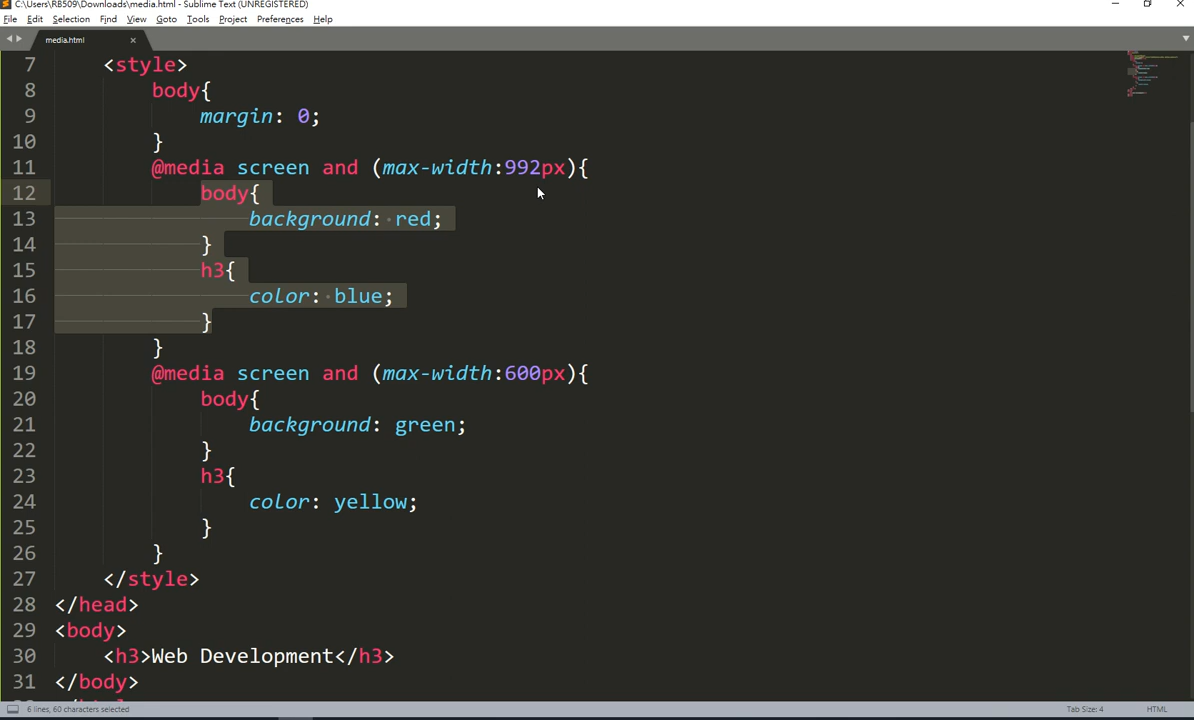 C:\Users\RB509\Downloads\media.html - Sublime Text (UNREGISTERED)
File Edit Selection Find View Goto Tools Project Preferences Help
media.html
7 <style>
8 body{
9 margin: 0;
10 }
11 @media screen and (max-width:992px){
12 body{
13 background: red;
14 }
15 h3{
16 color: blue;
17 }
18 }
19 @media screen and (max-width:600px){
20 body{
21 background: green;
22 }
23 h3{
24 color: yellow;
25 }
26 }
27 </style>
28 </head>
29 <body>
30 <h3>Web Development</h3>
31 </body>
6 lines, 60 characters selected Tab Size: 4 HTML